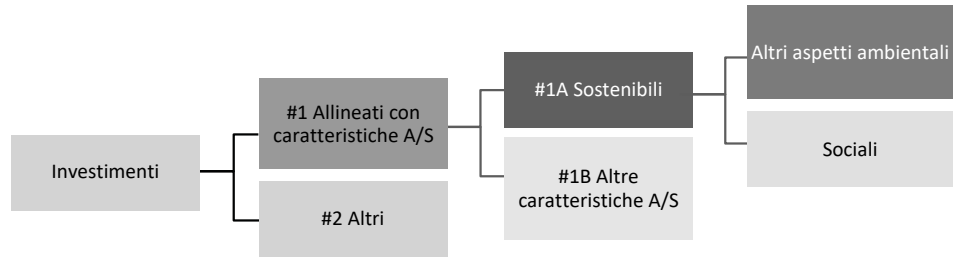 Investimenti
#1 Allineati con
caratteristiche A/S
#2 Altri
#1A Sostenibili
#1B Altre
caratteristiche A/S
Altri aspetti ambientali
Sociali